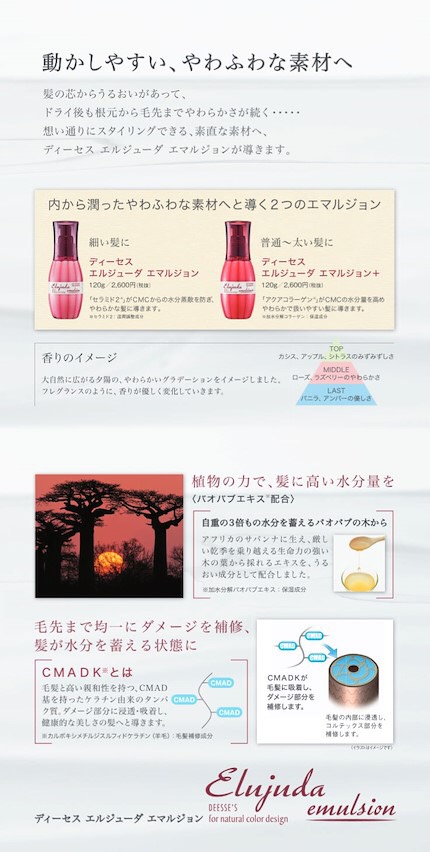 動かしやすい、やわふわな素材へ
髪の芯からうるおいがあって、
ドライ後も根元から毛先までやわらかさが続く・・・・・
想い通りにスタイリングできる、素直な素材へ、
ディーセス エルジューダ エマルジョンが導きます。
内から潤ったやわふわな素材へと導く2つのエマルジョン
細い髪に
ディーセス
エルジューダ エマルジョン
120g／2,600円(税抜)
「セラミド2※」がCMCからの水分蒸散を防ぎ、
やわらかな髪に導きます。
※セラミド2：湿潤調整成分
普通〜太い髪に
ディーセス
エルジューダ エマルジョン＋
120g／2,600円(税抜)
「アクアコラーゲン※」がCMCの水分量を高め
やわらかで扱いやすい髪に導きます。
※加水分解コラーゲン：保湿成分
Elujuda
Elujuda
香りのイメージ
大自然に広がる夕陽の、やわらかいグラデーションをイメージしました。
フレグランスのように、香りが優しく変化していきます。
TOP
カシス、アップル、シトラスのみずみずしさ
MIDDLE
ローズ、ラズベリーのやわらかさ
LAST
バニラ、アンバーの優しさ
植物の力で、髪に高い水分量を
〈バオバブエキス※配合〉
自重の3倍もの水分を蓄えるバオバブの木から
アフリカのサバンナに生え、厳し
い乾季を乗り越える生命力の強い
木の葉から採れるエキスを、うる
おい成分として配合しました。
※加水分解バオバブエキス：保湿成分
毛先まで均一にダメージを補修、
髪が水分を蓄える状態に
CMADK※とは
毛髪と高い親和性を持つ、CMAD
基を持ったケラチン由来のタンパ
ク質。ダメージ部分に浸透・吸着し、
健康的な美しさの髪へと導きます。
※カルボキシメチルジスルフィドケラチン(羊毛)：毛髪補修成分
CMAD
CMAD
CMAD
CMADKが
毛髪に吸着し、
ダメージ部分を
補修します。
毛髪の内部に浸透し、
コルテックス部分を
補修します。
(イラストはイメージです)
ディーセス エルジューダ エマルジョン
Elujuda
DEESSE'S
for natural color design
emulsion